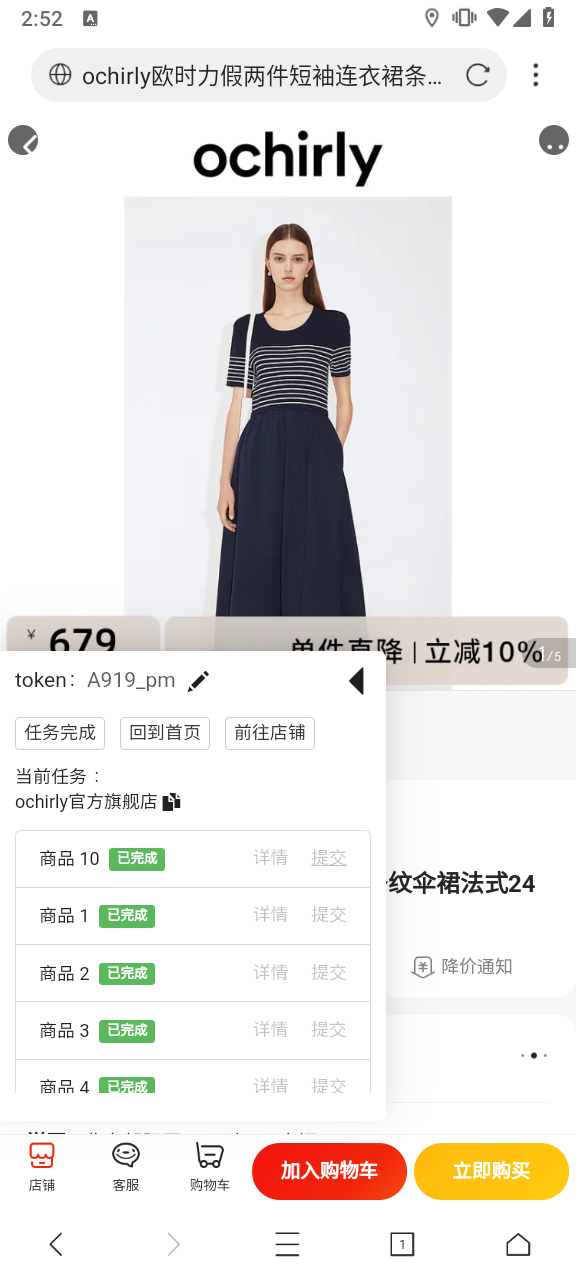 2:52 A
ochirly欧时力假两件短袖连衣裙条...
ochirly
¥ 679
单件直降 | 立减10%
1/5
token: A919_pm
任务完成 回到首页 前往店铺
当前任务：
ochirly官方旗舰店
纹伞裙法式24
商品 10 已完成 详情 提交
商品 1 已完成 详情 提交
降价通知
商品 2 已完成 详情 提交
商品 3 已完成 详情 提交
商品 4 已完成 详情 提交
店铺 客服 购物车 加入购物车 立即购买
1